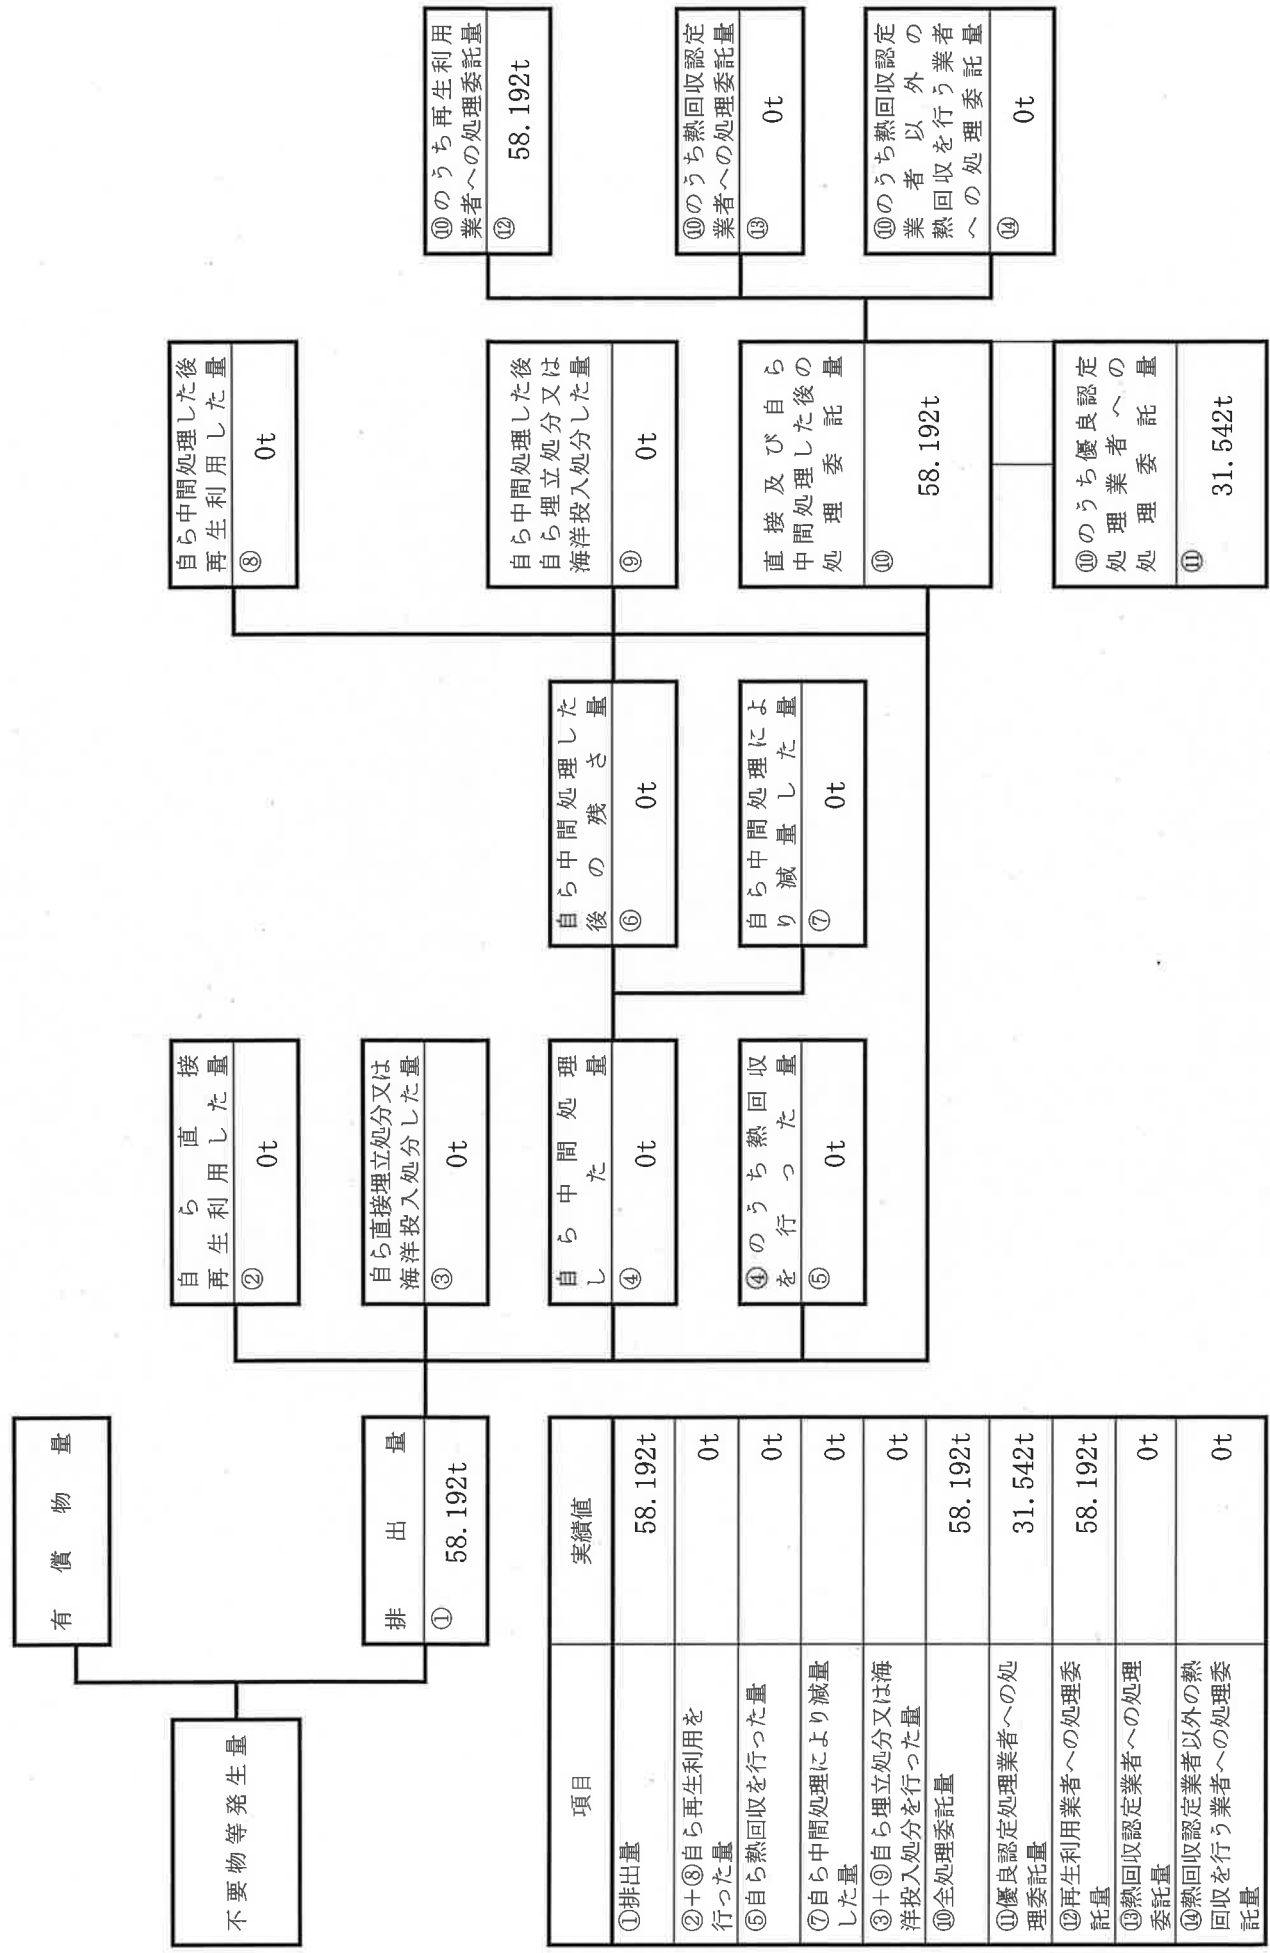 不要物等発生量
有償物量
排出量
①
58.192t
自ら直接
再生利用した量
②
0t
自ら直接埋立処分又は
海洋投入処分した量
③
0t
自ら中間処理
した量
④
0t
④のうち熱回収
を行った量
⑤
0t
自ら中間処理した
後の残さ量
⑥
0t
自ら中間処理によ
り減量した量
⑦
0t
自ら中間処理した後
再生利用した量
⑧
0t
自ら中間処理した後
自ら埋立処分又は
海洋投入処分した量
⑨
0t
直接及び自ら
中間処理した後の
処理委託量
⑩
58.192t
⑩のうち優良認定
処理業者への
処理委託量
⑪
31.542t
⑩のうち再生利用
業者への処理委託量
⑫
58.192t
⑩のうち熱回収認定
業者への処理委託量
⑬
0t
⑩のうち熱回収認定
業者以外の
熱回収を行う業者
への処理委託量
⑭
0t
項目 実績値
①排出量 58.192t
②+⑧自ら再生利用を
行った量 0t
⑤自ら熱回収を行った量 0t
⑦自ら中間処理により減量
した量 0t
③+⑨自ら埋立処分又は海
洋投入処分を行った量 0t
⑩全処理委託量 58.192t
⑪優良認定処理業者への処
理委託量 31.542t
⑫再生利用業者への処理委
託量 58.192t
⑬熱回収認定業者への処理
委託量 0t
⑭熱回収認定業者以外の熱
回収を行う業者への処理委
託量 0t